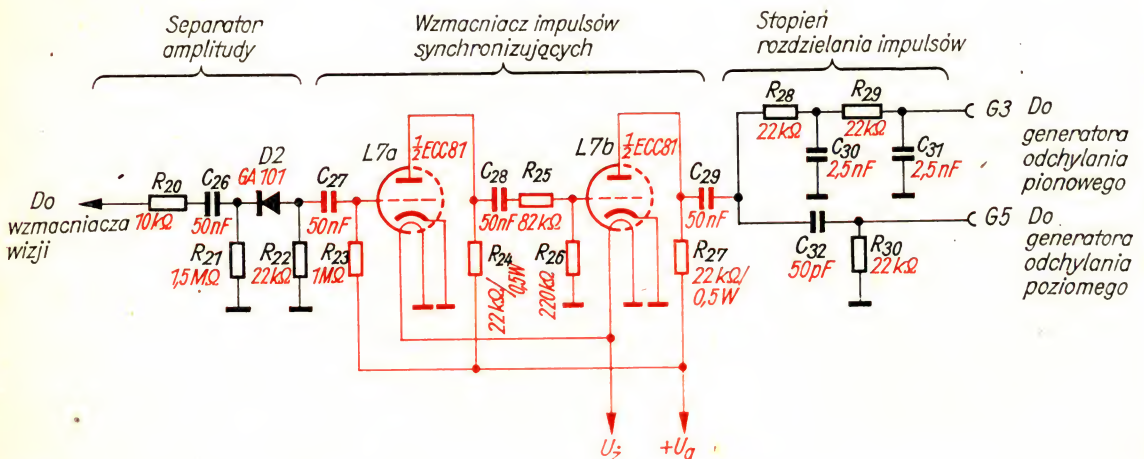 Separator
amplitudy
Wzmacniacz impulsów
synchronizujących
Stopień
rozdzielania impulsów
R28
22kΩ
R29
22kΩ
G3 Do
generatora
odchylania
pionowego
C30
2,5nF
C31
2,5nF
L7a
½ECC81
L7b
½ECC81
Do
wzmacniacza
wizji
R20
10kΩ
C26
50nF
D2
GA101
C27
50nF
C28
50nF
R25
82kΩ
C29
50nF
G5 Do
generatora
odchylania
poziomego
C32
50pF
R30
22kΩ
R21
1,5MΩ
R22
22kΩ
R23
1MΩ
R24
22kΩ/
0,5W
R26
220kΩ
R27
22kΩ/
0,5W
Uż
+Ua